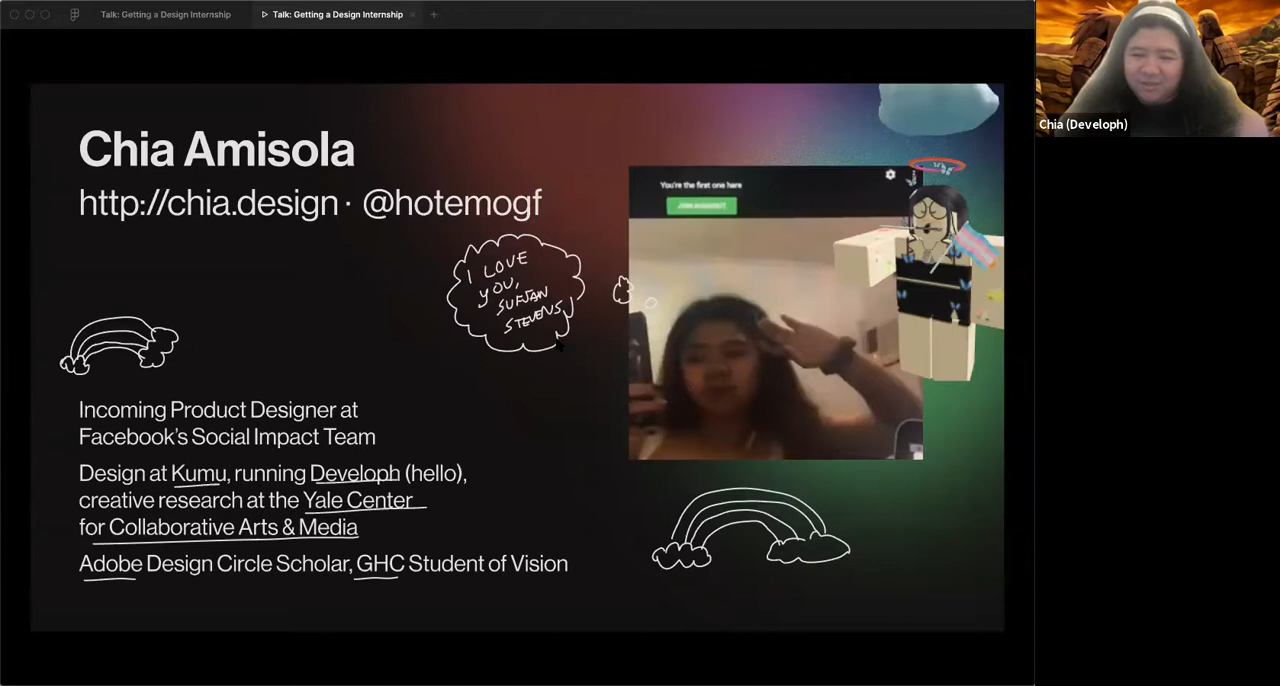 Talk: Getting a Design Internship
Talk: Getting a Design Internship
Chia Amisola
http://chia.design · @hotemogf
You're the first one here
I LOVE
YOU,
SUFJAN
STEVENS
Incoming Product Designer at
Facebook's Social Impact Team
Design at Kumu, running Developh (hello),
creative research at the Yale Center
for Collaborative Arts & Media
Adobe Design Circle Scholar, GHC Student of Vision
Chia (Developh)